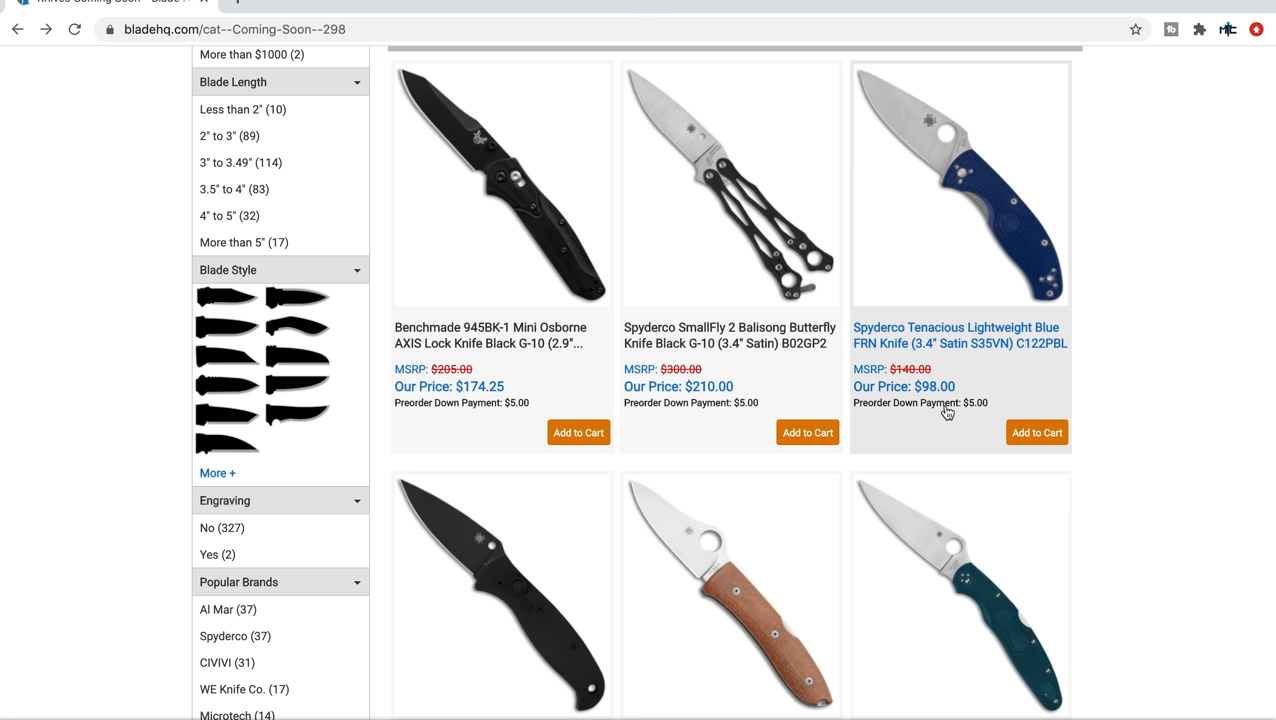 bladehq.com/cat--Coming-Soon--298
More than $1000 (2)
Blade Length
Less than 2" (10)
2" to 3" (89)
3" to 3.49" (114)
3.5" to 4" (83)
4" to 5" (32)
More than 5" (17)
Blade Style
More +
Engraving
No (327)
Yes (2)
Popular Brands
Al Mar (37)
Spyderco (37)
CIVIVI (31)
WE Knife Co. (17)
Microtech (14)
Benchmade 945BK-1 Mini Osborne
AXIS Lock Knife Black G-10 (2.9"...
MSRP: $205.00
Our Price: $174.25
Preorder Down Payment: $5.00
Add to Cart
Spyderco SmallFly 2 Balisong Butterfly
Knife Black G-10 (3.4" Satin) B02GP2
MSRP: $300.00
Our Price: $210.00
Preorder Down Payment: $5.00
Add to Cart
Spyderco Tenacious Lightweight Blue
FRN Knife (3.4" Satin S35VN) C122PBL
MSRP: $140.00
Our Price: $98.00
Preorder Down Payment: $5.00
Add to Cart